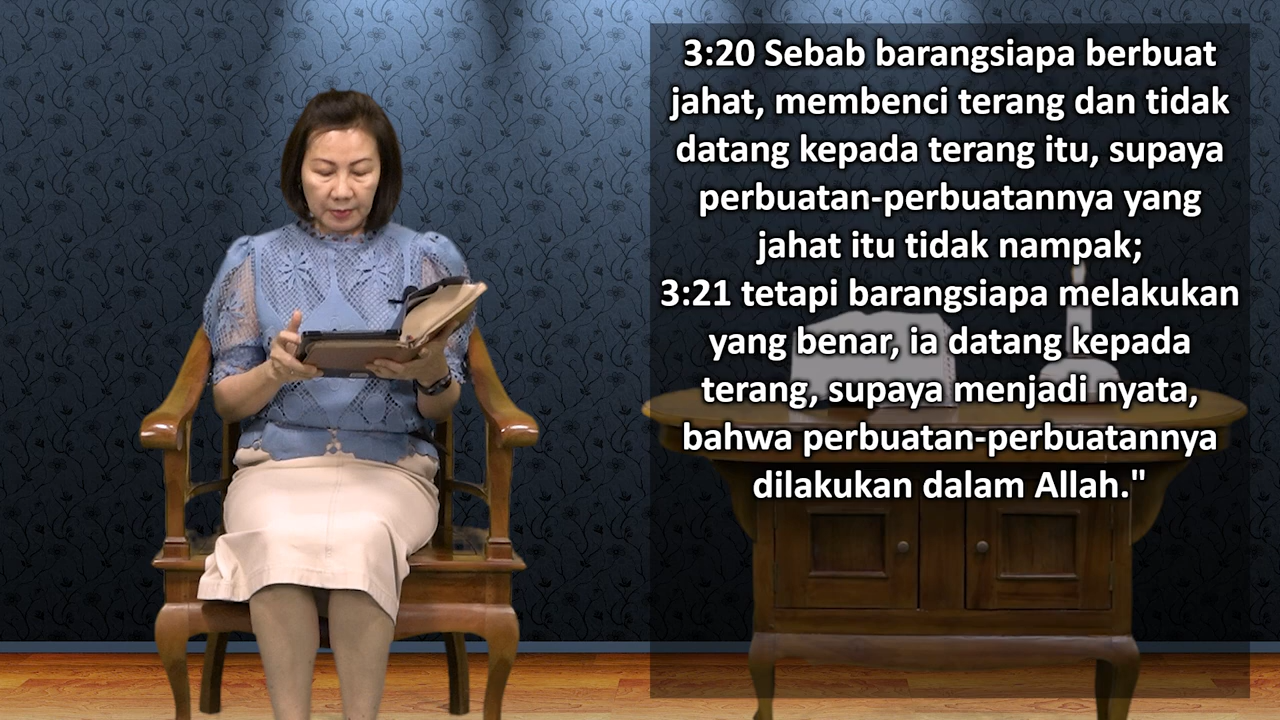 3:20 Sebab barangsiapa berbuat
jahat, membenci terang dan tidak
datang kepada terang itu, supaya
perbuatan-perbuatannya yang
jahat itu tidak nampak;
3:21 tetapi barangsiapa melakukan
yang benar, ia datang kepada
terang, supaya menjadi nyata,
bahwa perbuatan-perbuatannya
dilakukan dalam Allah."